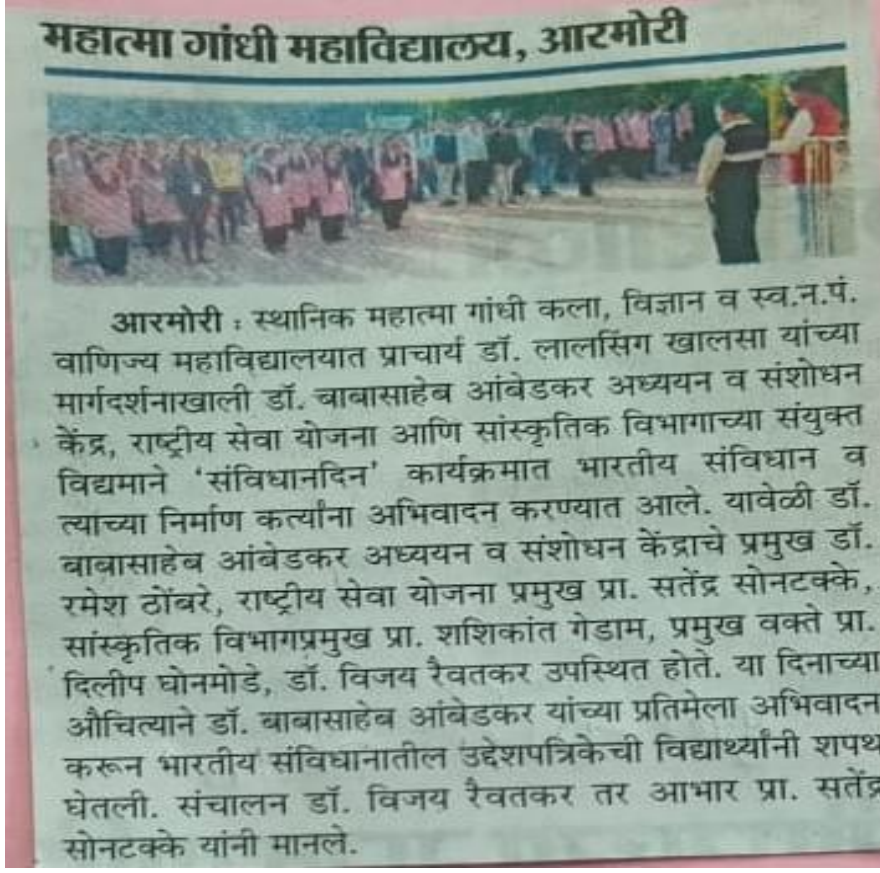 महात्मा गांधी महाविद्यालय, आरमोरी
आरमोरी : स्थानिक महात्मा गांधी कला, विज्ञान व स्व.न.पं.
वाणिज्य महाविद्यालयात प्राचार्य डॉ. लालसिंग खालसा यांच्या
मार्गदर्शनाखाली डॉ. बाबासाहेब आंबेडकर अध्ययन व संशोधन
केंद्र, राष्ट्रीय सेवा योजना आणि सांस्कृतिक विभागाच्या संयुक्त
विद्यमाने ‘संविधानदिन’ कार्यक्रमात भारतीय संविधान व
त्याच्या निर्माण कर्त्यांना अभिवादन करण्यात आले. यावेळी डॉ.
बाबासाहेब आंबेडकर अध्ययन व संशोधन केंद्राचे प्रमुख डॉ.
रमेश ठोंबरे, राष्ट्रीय सेवा योजना प्रमुख प्रा. सतेंद्र सोनटक्के,
सांस्कृतिक विभागप्रमुख प्रा. शशिकांत गेडाम, प्रमुख वक्ते प्रा.
दिलीप घोनमोडे, डॉ. विजय रैवतकर उपस्थित होते. या दिनाच्या
औचित्याने डॉ. बाबासाहेब आंबेडकर यांच्या प्रतिमेला अभिवादन
करून भारतीय संविधानातील उद्देशपत्रिकेची विद्यार्थ्यांनी शपथ
घेतली. संचालन डॉ. विजय रैवतकर तर आभार प्रा. सतेंद्र
सोनटक्के यांनी मानले.